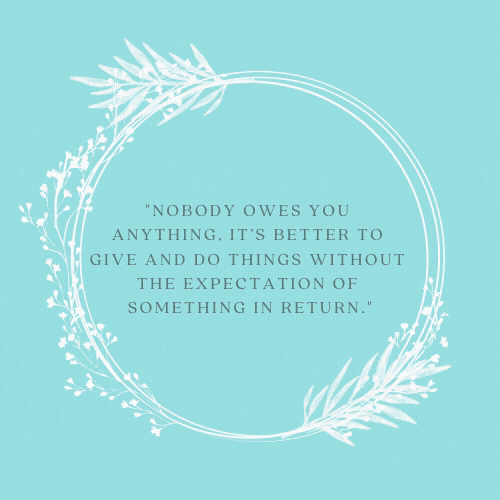 "NOBODY OWES YOU
ANYTHING, IT'S BETTER TO
GIVE AND DO THINGS WITHOUT
THE EXPECTATION OF
SOMETHING IN RETURN."